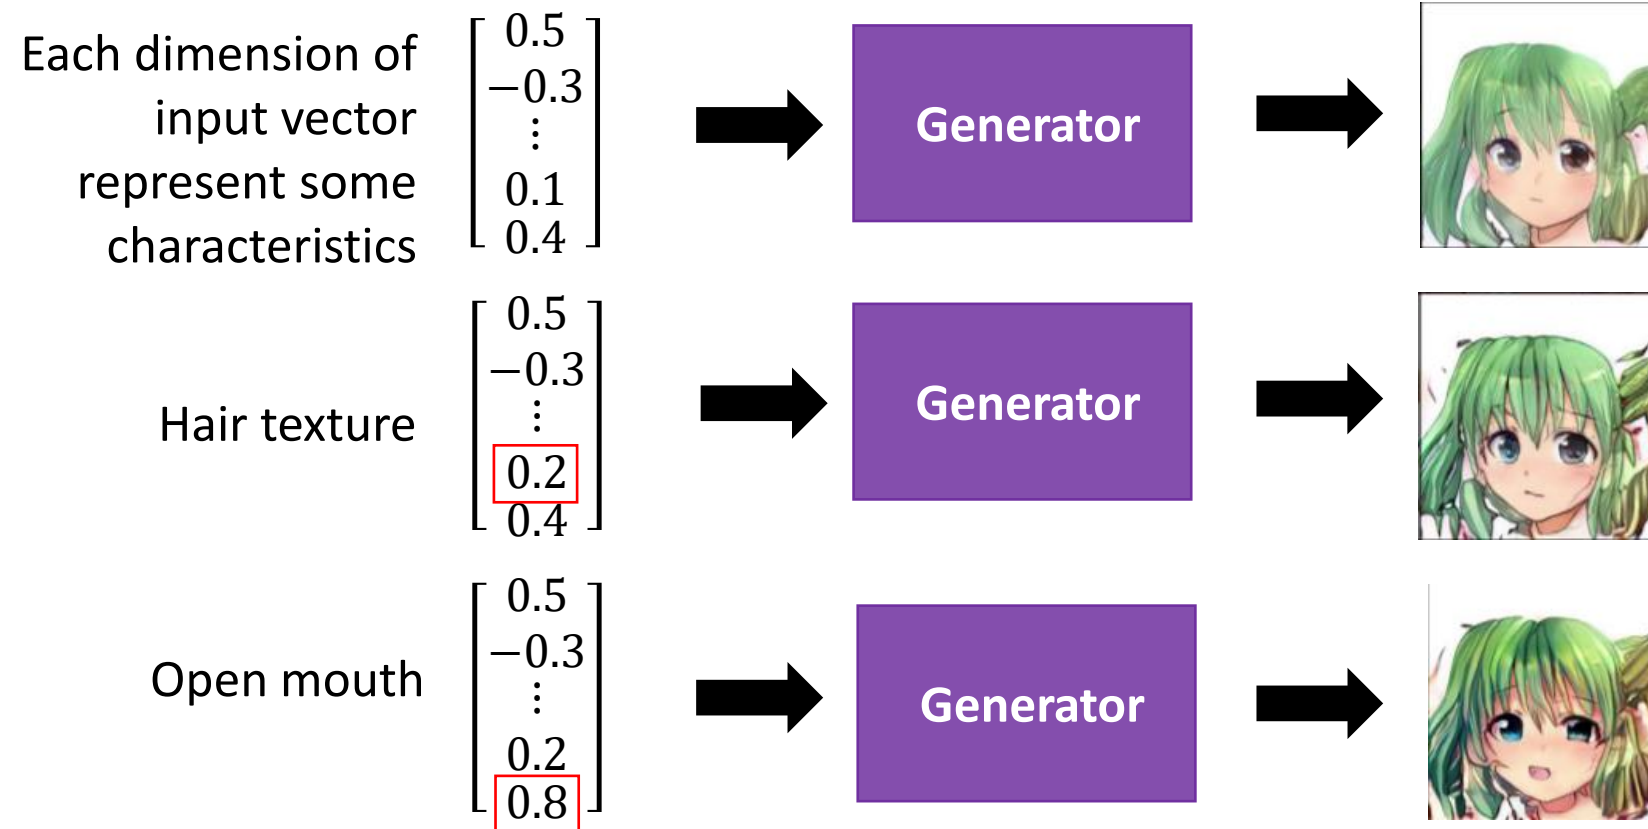 Each dimension of
input vector
represent some
characteristics
0.5
−0.3
⋮
0.1
0.4
Generator
Hair texture
0.5
−0.3
⋮
0.2
0.4
Generator
Open mouth
0.5
−0.3
⋮
0.2
0.8
Generator